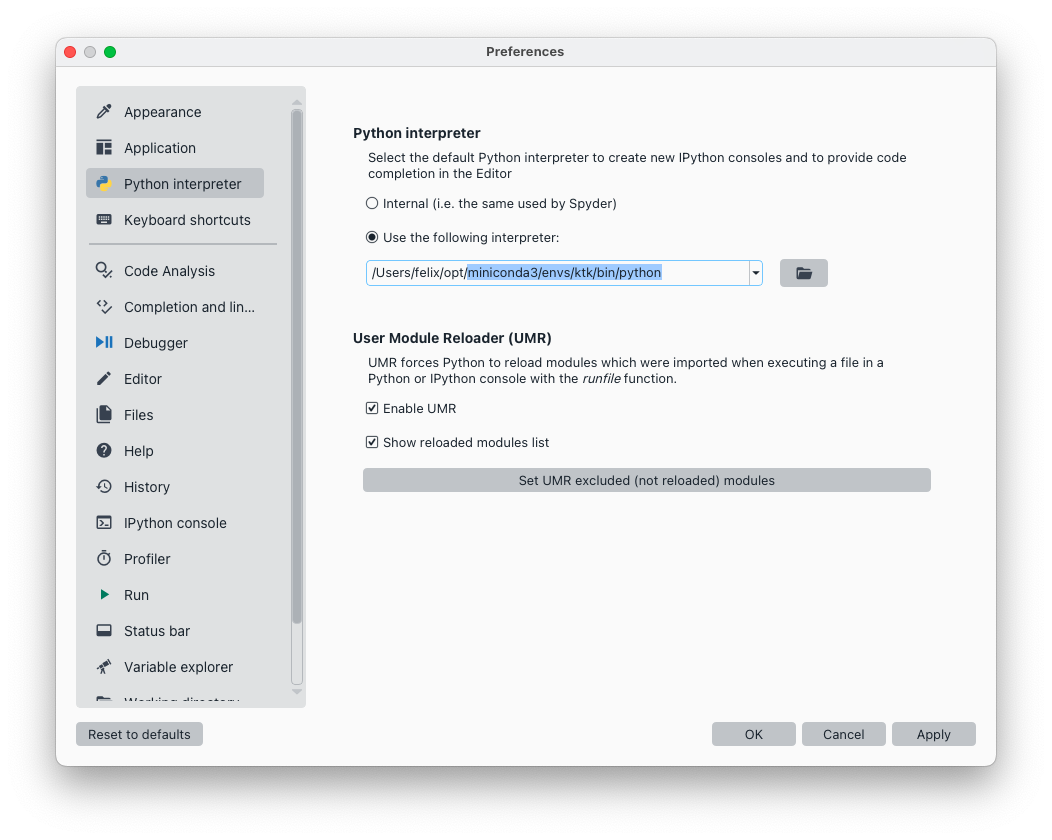 Preferences
Appearance
Application
Python interpreter
Keyboard shortcuts
Code Analysis
Completion and lin...
Debugger
Editor
Files
Help
History
IPython console
Profiler
Run
Status bar
Variable explorer
Working directory
Python interpreter
Select the default Python interpreter to create new IPython consoles and to provide code
completion in the Editor
Internal (i.e. the same used by Spyder)
Use the following interpreter:
/Users/felix/opt/miniconda3/envs/ktk/bin/python
User Module Reloader (UMR)
UMR forces Python to reload modules which were imported when executing a file in a
Python or IPython console with the runfile function.
Enable UMR
Show reloaded modules list
Set UMR excluded (not reloaded) modules
Reset to defaults
OK
Cancel
Apply